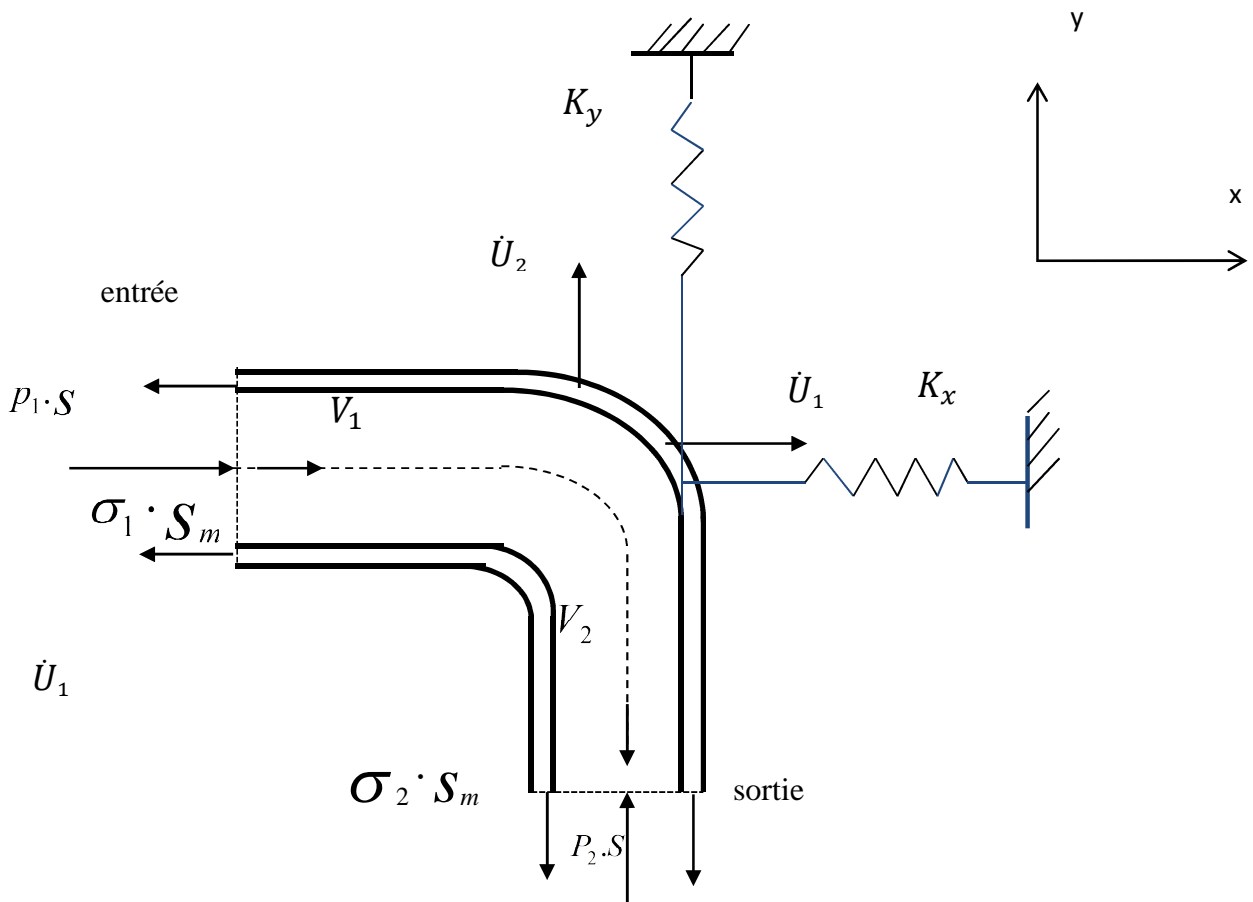 y
K_y
x
U̇₂
entrée
U̇₁
K_x
p₁·S
V₁
σ₁·S_m
V₂
U̇₁
σ₂·S_m
sortie
P₂.S